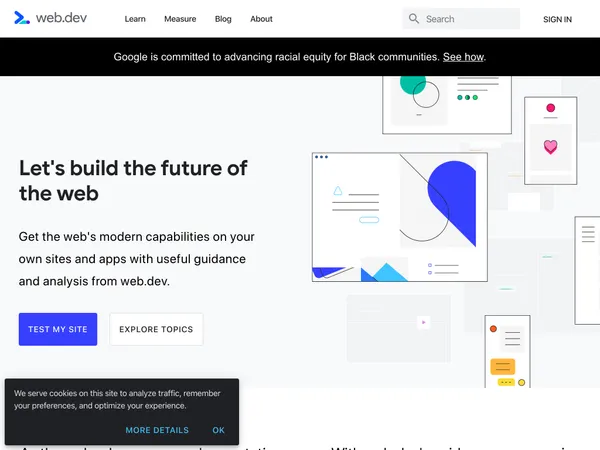 web.dev Learn Measure Blog About Search SIGN IN
Google is committed to advancing racial equity for Black communities. See how.
Let's build the future of
the web
Get the web's modern capabilities on your
own sites and apps with useful guidance
and analysis from web.dev.
TEST MY SITE EXPLORE TOPICS
We serve cookies on this site to analyze traffic, remember
your preferences, and optimize your experience.
MORE DETAILS OK